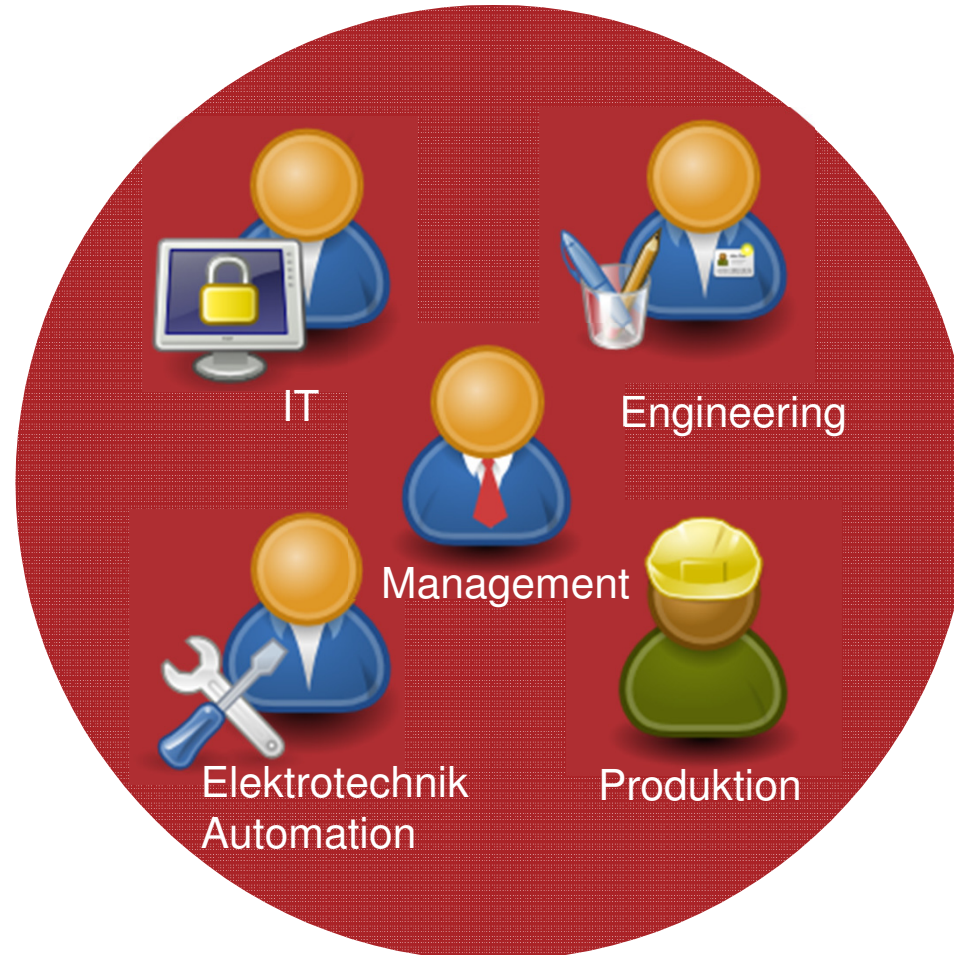 IT
Engineering
Management
Elektrotechnik
Automation
Produktion